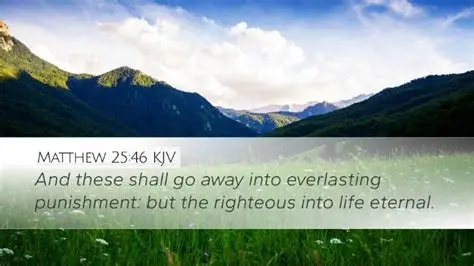 Matthew 25:46 KJV
And these shall go away into everlasting
punishment: but the righteous into life eternal.